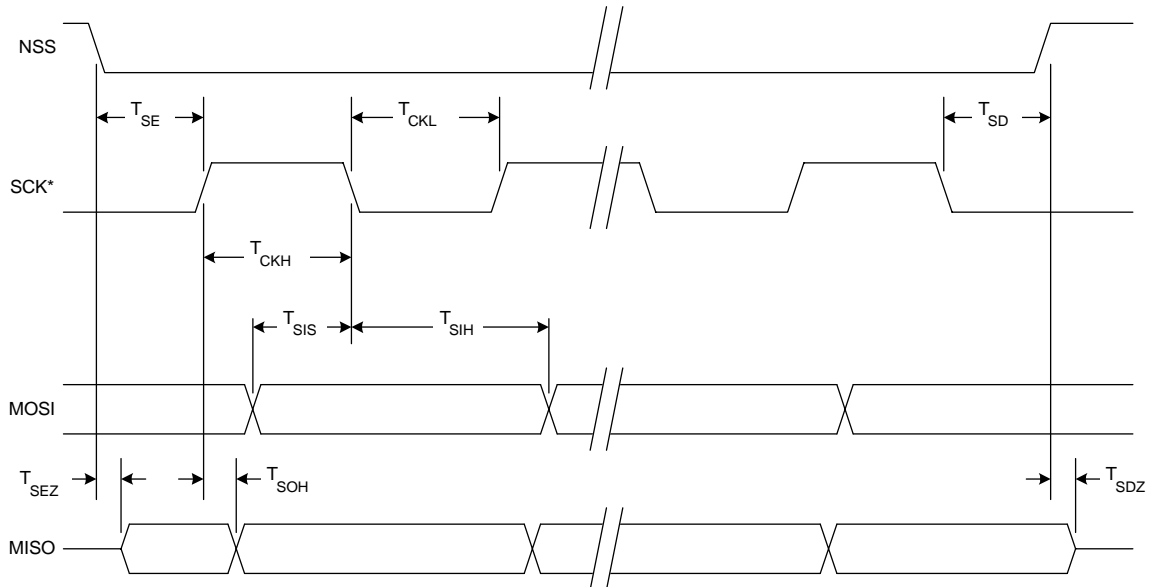 NSS
T_SE
T_CKL
T_SD
SCK*
T_CKH
T_SIS
T_SIH
MOSI
T_SEZ
T_SOH
T_SDZ
MISO